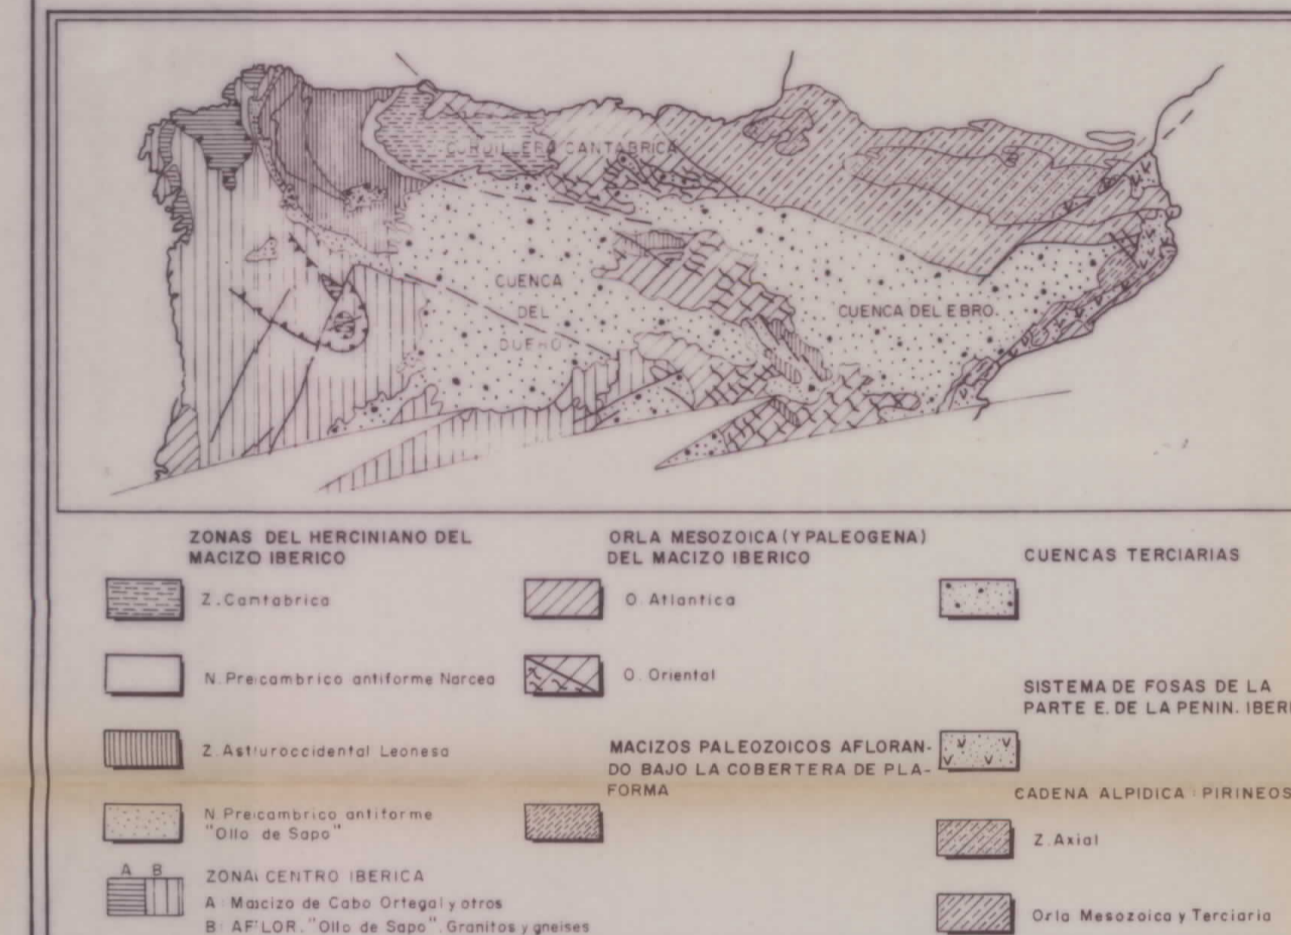 CORDILLERA CANTABRICA
CUENCA
DEL
DUERO
CUENCA DEL EBRO.
ZONAS DEL HERCINIANO DEL
MACIZO IBERICO
Z. Cantabrica
N. Precambrico antiforme Narcea
Z. Asturoccidental Leonesa
N. Precambrico antiforme
"Ollo de Sapo"
A B
ZONA CENTRO IBERICA
A: Macizo de Cabo Ortegal y otros
B: AFLOR. "Ollo de Sapo". Granitos y gneises
ORLA MESOZOICA (Y PALEOGENA)
DEL MACIZO IBERICO
O. Atlantica
O. Oriental
MACIZOS PALEOZOICOS AFLORAN-
DO BAJO LA COBERTERA DE PLA-
FORMA
CUENCAS TERCIARIAS
SISTEMA DE FOSAS DE LA
PARTE E. DE LA PENIN. IBERI
CADENA ALPIDICA: PIRINEOS
Z. Axial
Orla Mesozoica y Terciaria